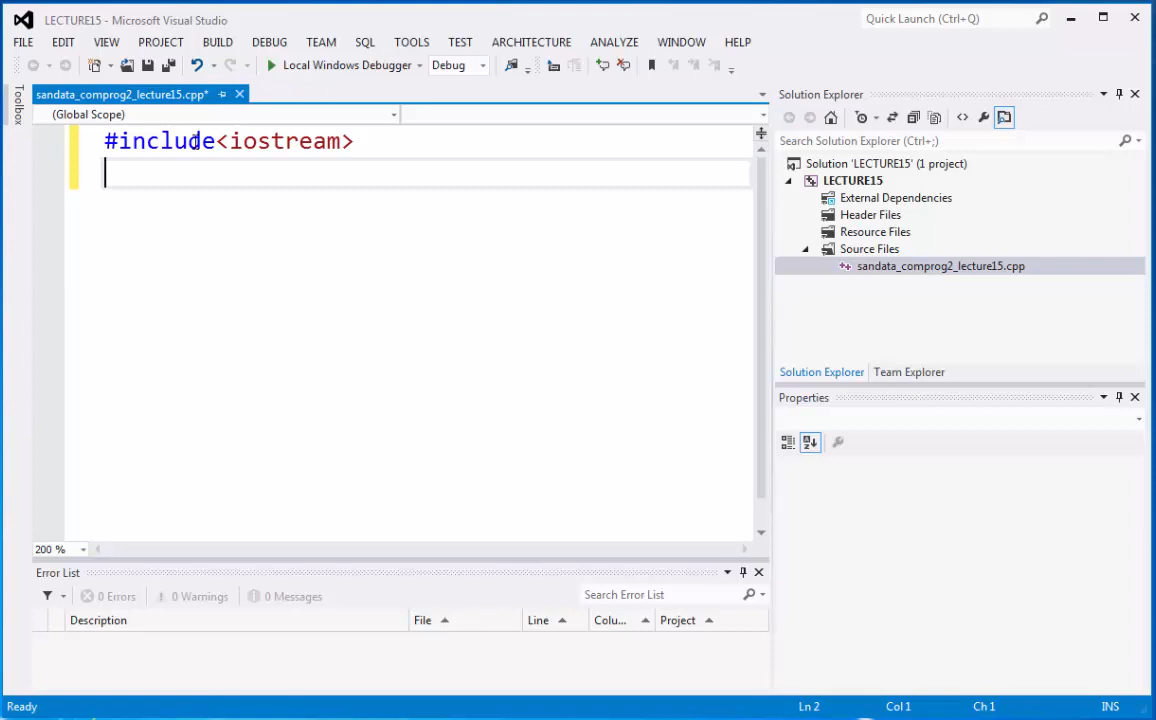 LECTURE15 - Microsoft Visual Studio
Quick Launch (Ctrl+Q)
FILE EDIT VIEW PROJECT BUILD DEBUG TEAM SQL TOOLS TEST ARCHITECTURE ANALYZE WINDOW HELP
Local Windows Debugger Debug
Toolbox
sandata_comprog2_lecture15.cpp*
(Global Scope)
#include<iostream>
200 %
Solution Explorer
Search Solution Explorer (Ctrl+;)
Solution 'LECTURE15' (1 project)
LECTURE15
External Dependencies
Header Files
Resource Files
Source Files
sandata_comprog2_lecture15.cpp
Solution Explorer Team Explorer
Properties
Error List
0 Errors 0 Warnings 0 Messages Search Error List
Description File Line Colu... Project
Ready Ln 2 Col 1 Ch 1 INS